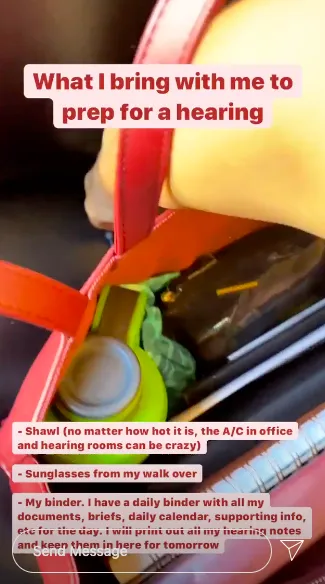 What I bring with me to
prep for a hearing
- Shawl (no matter how hot it is, the A/C in office
and hearing rooms can be crazy)
- Sunglasses from my walk over
- My binder. I have a daily binder with all my
documents, briefs, daily calendar, supporting info,
etc for the day. I will print out all my hearing notes
and keep them in here for tomorrow
Send Message